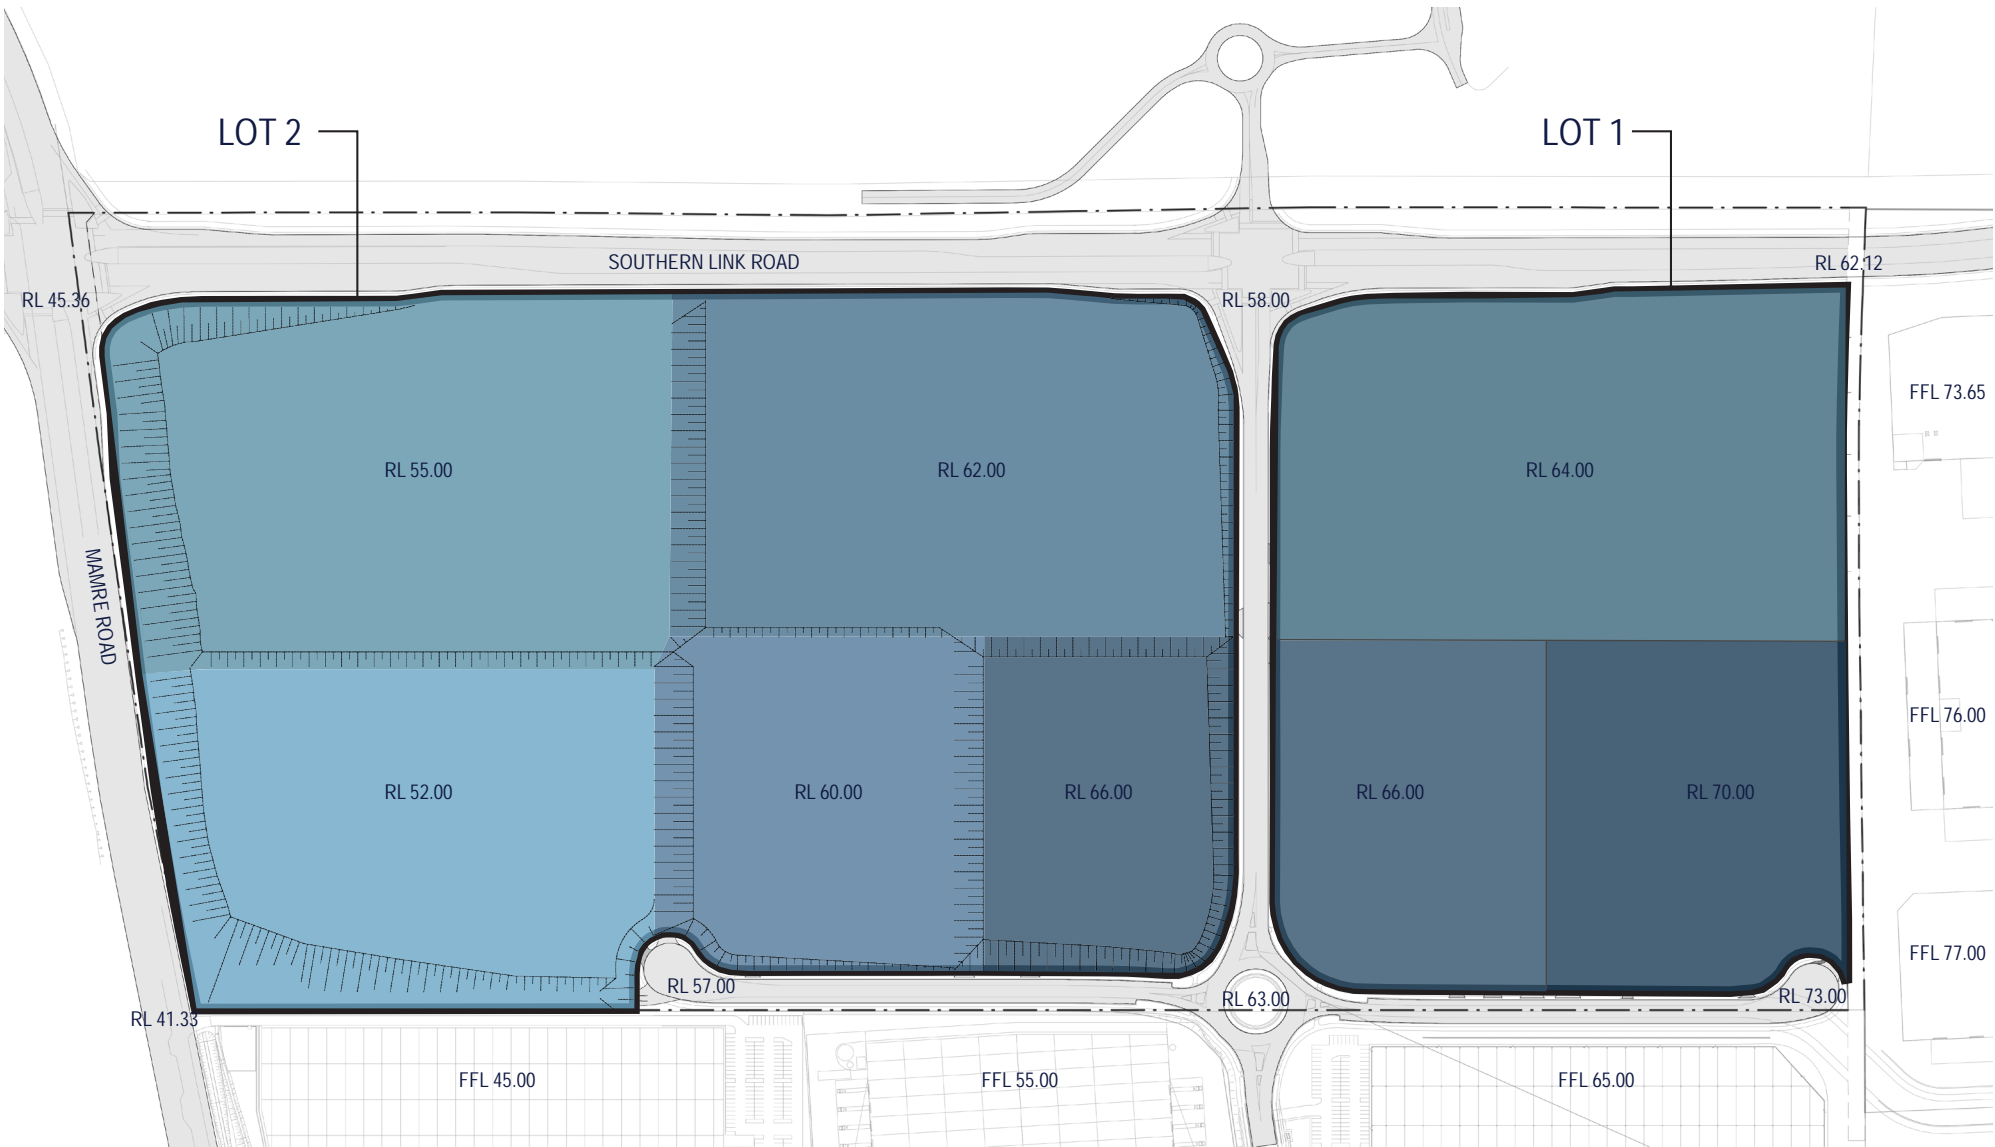 LOT 2
LOT 1
SOUTHERN LINK ROAD
RL 62.12
RL 45.36
RL 58.00
FFL 73.65
RL 55.00
RL 62.00
RL 64.00
MAMRE ROAD
FFL 76.00
RL 52.00
RL 60.00
RL 66.00
RL 66.00
RL 70.00
FFL 77.00
RL 57.00
RL 63.00
RL 73.00
RL 41.33
FFL 45.00
FFL 55.00
FFL 65.00